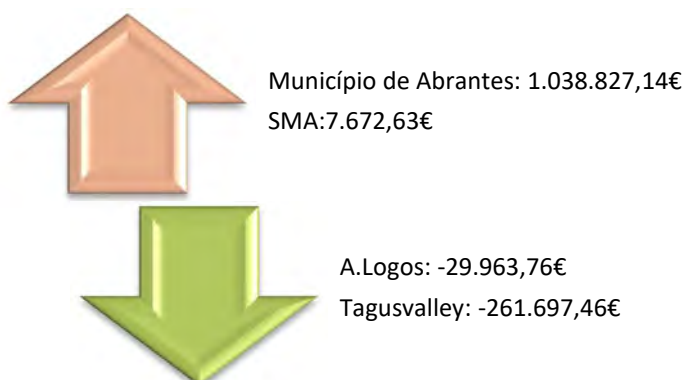 Município de Abrantes: 1.038.827,14€
SMA:7.672,63€
A.Logos: -29.963,76€
Tagusvalley: -261.697,46€